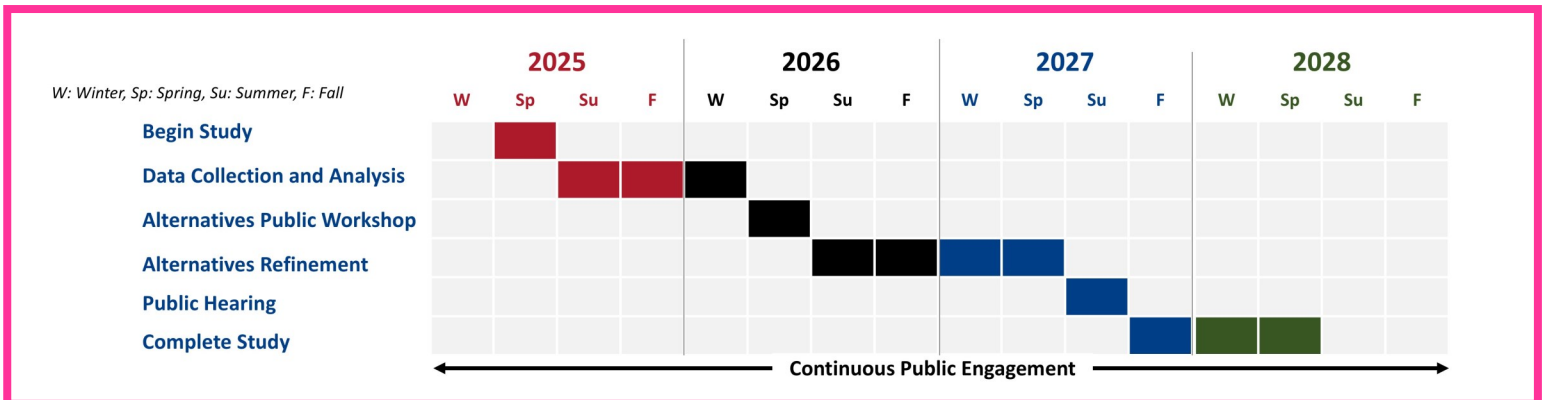 2025 2026 2027 2028
W: Winter, Sp: Spring, Su: Summer, F: Fall
W Sp Su F W Sp Su F W Sp Su F W Sp Su F
Begin Study
Data Collection and Analysis
Alternatives Public Workshop
Alternatives Refinement
Public Hearing
Complete Study
Continuous Public Engagement